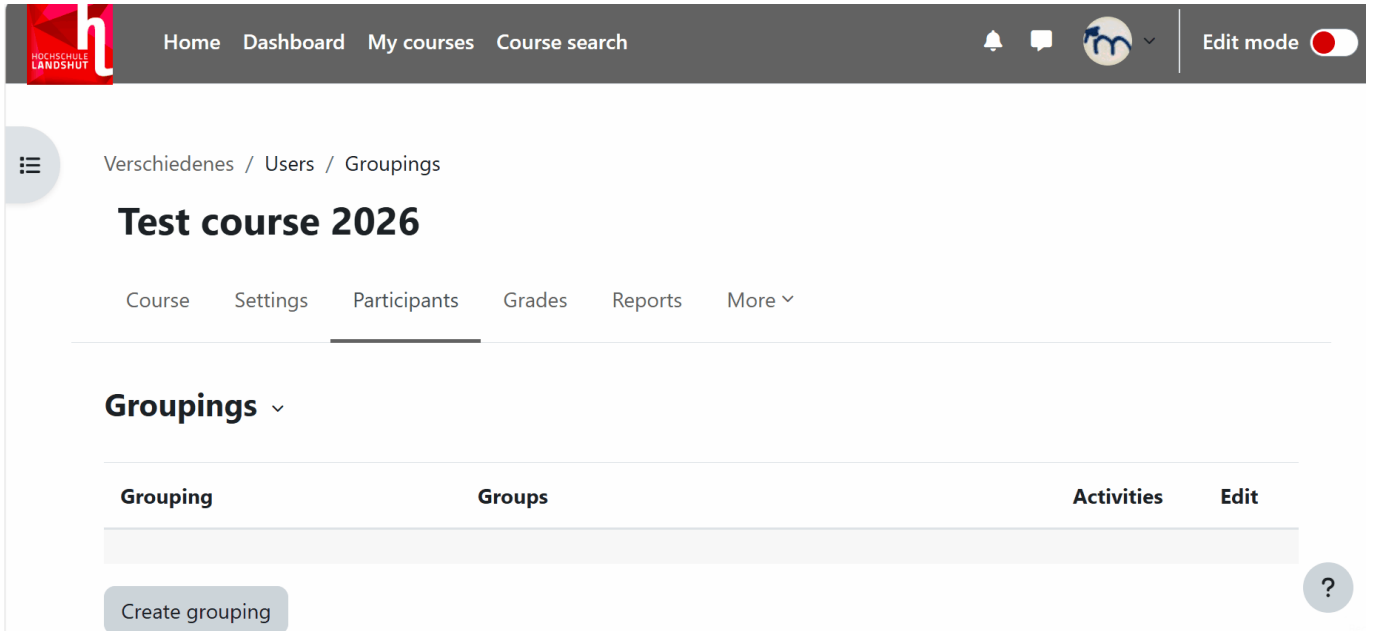 HOCHSCHULE
LANDSHUT
Home Dashboard My courses Course search
Edit mode
Verschiedenes / Users / Groupings
Test course 2026
Course Settings Participants Grades Reports More
Groupings
Grouping Groups Activities Edit
Create grouping
?